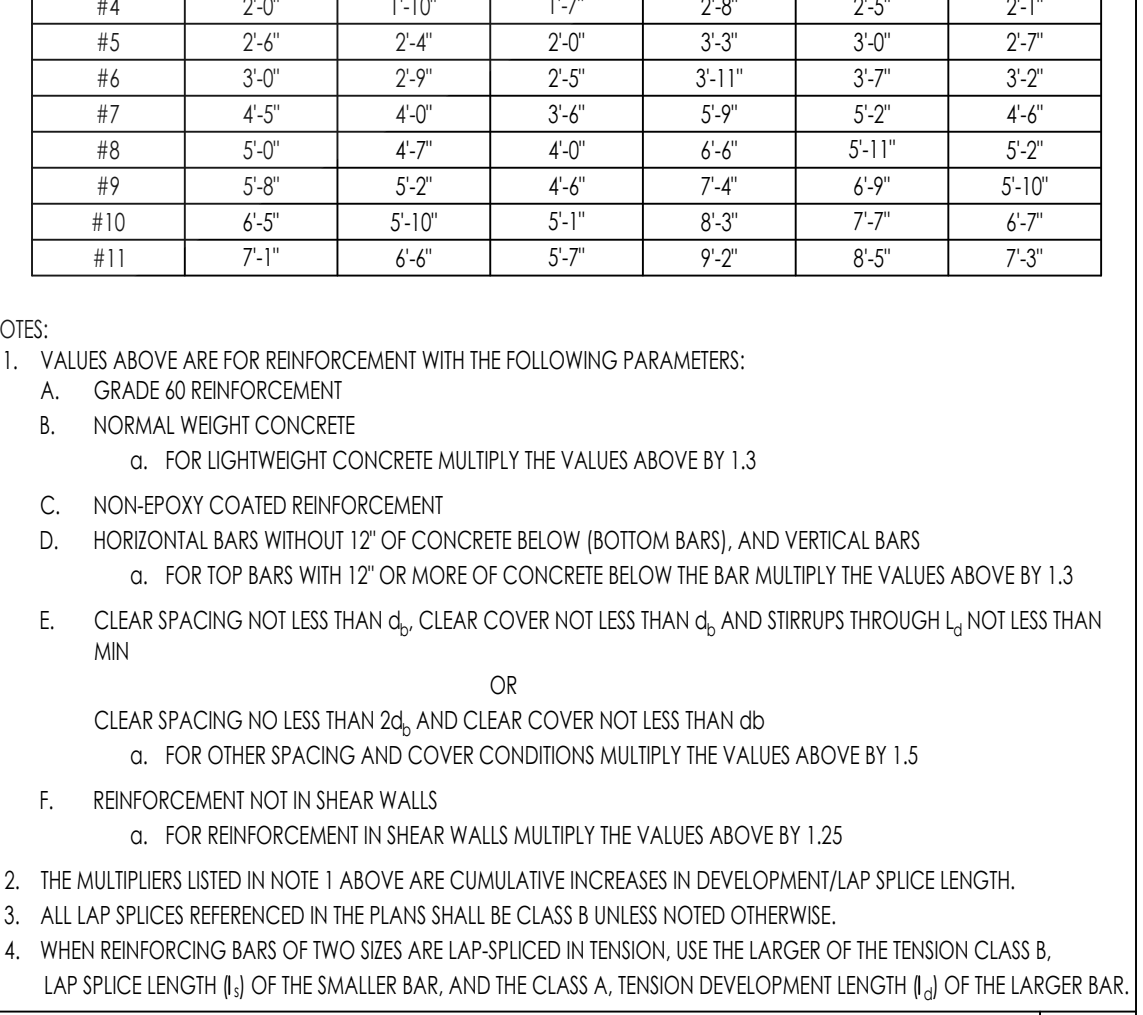 #4 2'-0" 1'-10" 1'-7" 2'-8" 2'-5" 2'-1"
#5 2'-6" 2'-4" 2'-0" 3'-3" 3'-0" 2'-7"
#6 3'-0" 2'-9" 2'-5" 3'-11" 3'-7" 3'-2"
#7 4'-5" 4'-0" 3'-6" 5'-9" 5'-2" 4'-6"
#8 5'-0" 4'-7" 4'-0" 6'-6" 5'-11" 5'-2"
#9 5'-8" 5'-2" 4'-6" 7'-4" 6'-9" 5'-10"
#10 6'-5" 5'-10" 5'-1" 8'-3" 7'-7" 6'-7"
#11 7'-1" 6'-6" 5'-7" 9'-2" 8'-5" 7'-3"
OTES:
1. VALUES ABOVE ARE FOR REINFORCEMENT WITH THE FOLLOWING PARAMETERS:
A. GRADE 60 REINFORCEMENT
B. NORMAL WEIGHT CONCRETE
a. FOR LIGHTWEIGHT CONCRETE MULTIPLY THE VALUES ABOVE BY 1.3
C. NON-EPOXY COATED REINFORCEMENT
D. HORIZONTAL BARS WITHOUT 12" OF CONCRETE BELOW (BOTTOM BARS), AND VERTICAL BARS
a. FOR TOP BARS WITH 12" OR MORE OF CONCRETE BELOW THE BAR MULTIPLY THE VALUES ABOVE BY 1.3
E. CLEAR SPACING NOT LESS THAN db, CLEAR COVER NOT LESS THAN db AND STIRRUPS THROUGH Ld NOT LESS THAN
MIN
OR
CLEAR SPACING NO LESS THAN 2db AND CLEAR COVER NOT LESS THAN db
a. FOR OTHER SPACING AND COVER CONDITIONS MULTIPLY THE VALUES ABOVE BY 1.5
F. REINFORCEMENT NOT IN SHEAR WALLS
a. FOR REINFORCEMENT IN SHEAR WALLS MULTIPLY THE VALUES ABOVE BY 1.25
2. THE MULTIPLIERS LISTED IN NOTE 1 ABOVE ARE CUMULATIVE INCREASES IN DEVELOPMENT/LAP SPLICE LENGTH.
3. ALL LAP SPLICES REFERENCED IN THE PLANS SHALL BE CLASS B UNLESS NOTED OTHERWISE.
4. WHEN REINFORCING BARS OF TWO SIZES ARE LAP-SPLICED IN TENSION, USE THE LARGER OF THE TENSION CLASS B,
LAP SPLICE LENGTH (ls) OF THE SMALLER BAR, AND THE CLASS A, TENSION DEVELOPMENT LENGTH (ld) OF THE LARGER BAR.